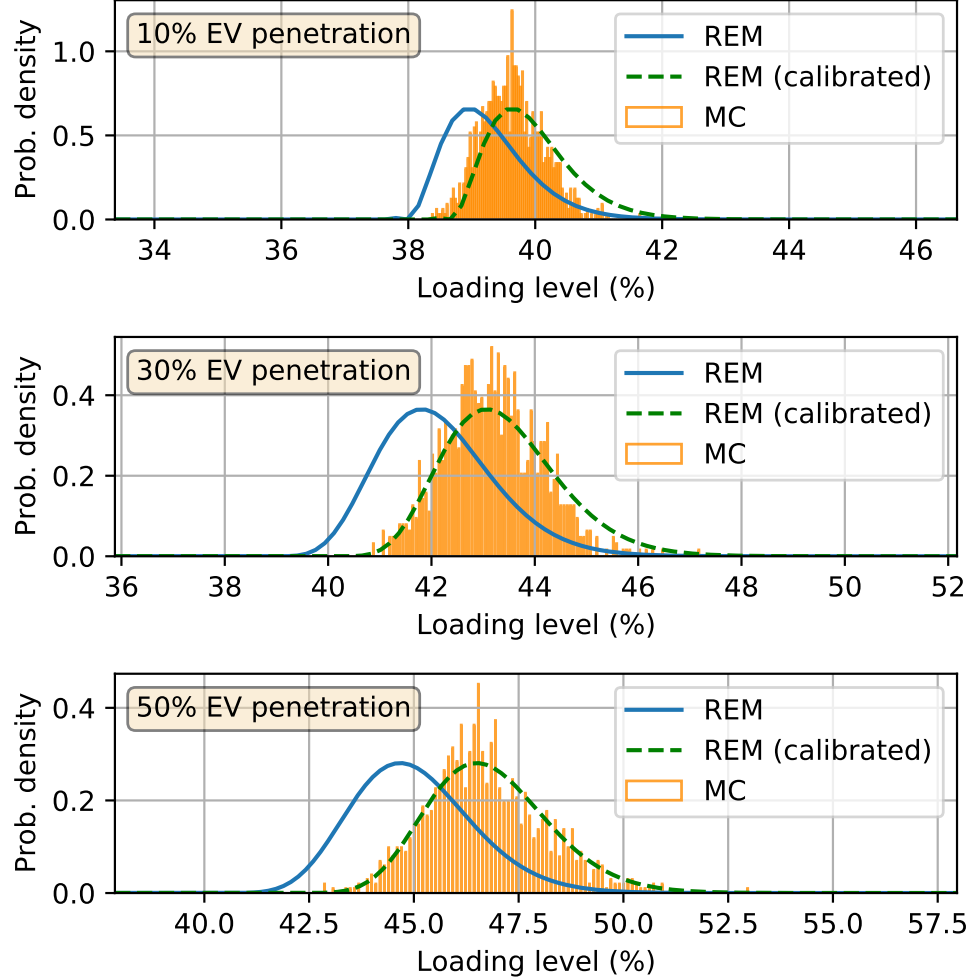 10% EV penetration
REM
REM (calibrated)
MC
Prob. density
1.0
0.5
0.0
34 36 38 40 42 44 46
Loading level (%)
30% EV penetration
REM
REM (calibrated)
MC
Prob. density
0.4
0.2
0.0
36 38 40 42 44 46 48 50 52
Loading level (%)
50% EV penetration
REM
REM (calibrated)
MC
Prob. density
0.4
0.2
0.0
40.0 42.5 45.0 47.5 50.0 52.5 55.0 57.5
Loading level (%)